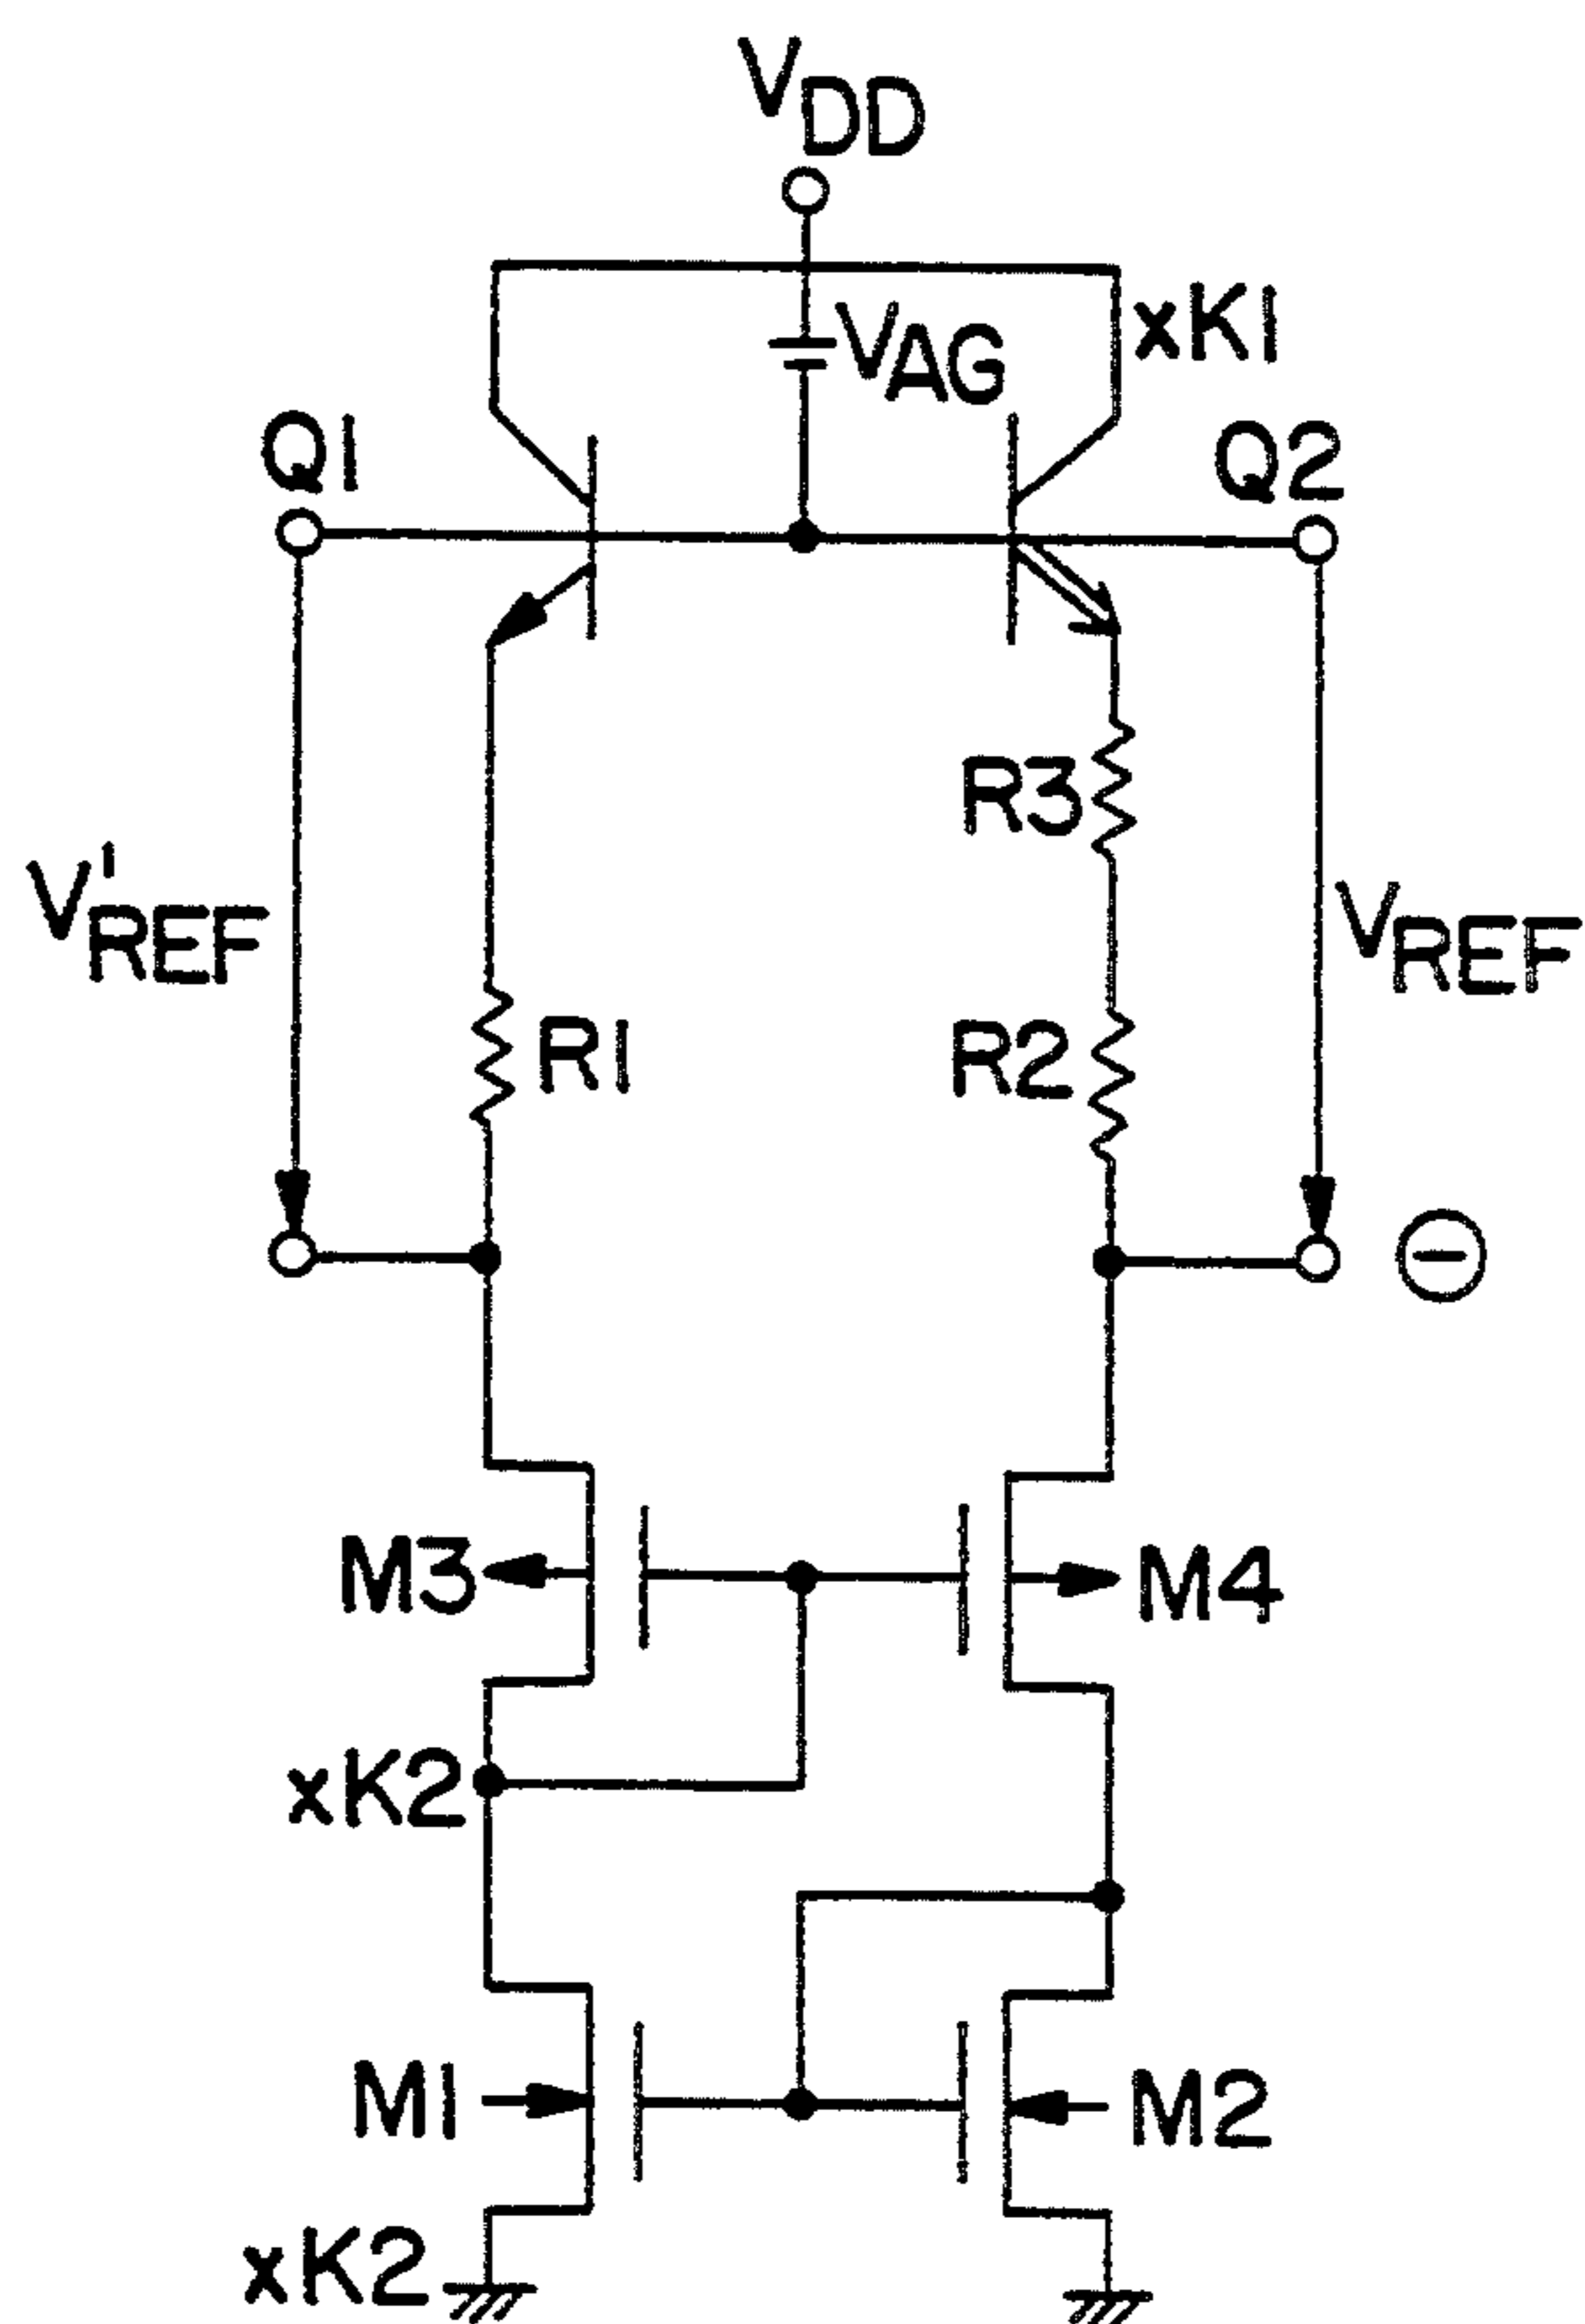 VDD
VAG
xK1
Q1
Q2
R3
V'REF
VREF
R1
R2
⊖
M3
M4
xK2
M1
M2
xK2